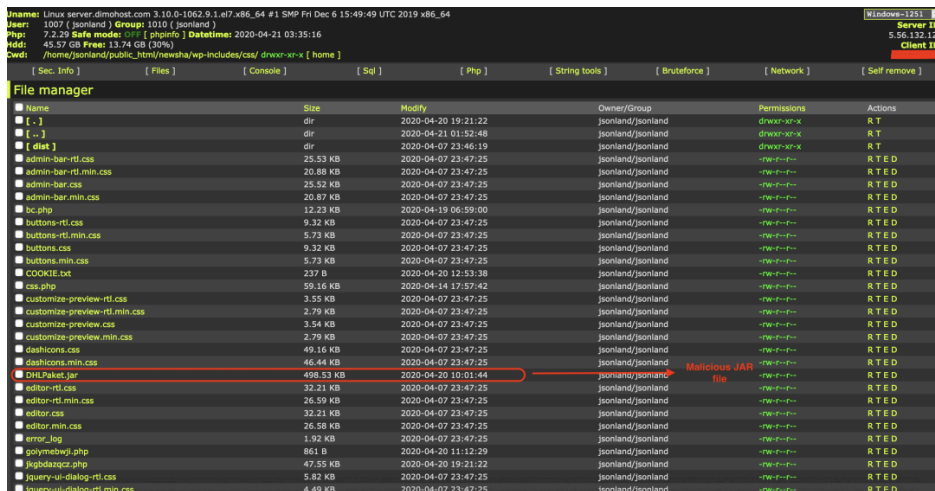 Uname: Linux server.dimohost.com 3.10.0-1062.9.1.el7.x86_64 #1 SMP Fri Dec 6 15:49:49 UTC 2019 x86_64 Windows-1251
User: 1007 ( jsonland ) Group: 1010 ( jsonland ) Server I
Php: 7.2.29 Safe mode: OFF [ phpinfo ] Datetime: 2020-04-21 03:35:16 5.56.132.12
Hdd: 45.57 GB Free: 13.74 GB (30%) Client I
Cwd: /home/jsonland/public_html/newsha/wp-includes/css/ drwxr-xr-x [ home ]
[ Sec. Info ] [ Files ] [ Console ] [ Sql ] [ Php ] [ String tools ] [ Bruteforce ] [ Network ] [ Self remove ]
File manager
Name Size Modify Owner/Group Permissions Actions
[ . ] dir 2020-04-20 19:21:22 jsonland/jsonland drwxr-xr-x R T
[ .. ] dir 2020-04-21 01:52:48 jsonland/jsonland drwxr-xr-x R T
[ dist ] dir 2020-04-07 23:46:19 jsonland/jsonland drwxr-xr-x R T
admin-bar-rtl.css 25.53 KB 2020-04-07 23:47:25 jsonland/jsonland -rw-r--r-- R T E D
admin-bar-rtl.min.css 20.88 KB 2020-04-07 23:47:25 jsonland/jsonland -rw-r--r-- R T E D
admin-bar.css 25.52 KB 2020-04-07 23:47:25 jsonland/jsonland -rw-r--r-- R T E D
admin-bar.min.css 20.87 KB 2020-04-07 23:47:25 jsonland/jsonland -rw-r--r-- R T E D
bc.php 12.23 KB 2020-04-19 06:59:00 jsonland/jsonland -rw-r--r-- R T E D
buttons-rtl.css 9.32 KB 2020-04-07 23:47:25 jsonland/jsonland -rw-r--r-- R T E D
buttons-rtl.min.css 5.73 KB 2020-04-07 23:47:25 jsonland/jsonland -rw-r--r-- R T E D
buttons.css 9.32 KB 2020-04-07 23:47:25 jsonland/jsonland -rw-r--r-- R T E D
buttons.min.css 5.73 KB 2020-04-07 23:47:25 jsonland/jsonland -rw-r--r-- R T E D
COOKIE.txt 237 B 2020-04-20 12:53:38 jsonland/jsonland -rw-r--r-- R T E D
css.php 59.16 KB 2020-04-14 17:57:42 jsonland/jsonland -rw-r--r-- R T E D
customize-preview-rtl.css 3.55 KB 2020-04-07 23:47:25 jsonland/jsonland -rw-r--r-- R T E D
customize-preview-rtl.min.css 2.79 KB 2020-04-07 23:47:25 jsonland/jsonland -rw-r--r-- R T E D
customize-preview.css 3.54 KB 2020-04-07 23:47:25 jsonland/jsonland -rw-r--r-- R T E D
customize-preview.min.css 2.79 KB 2020-04-07 23:47:25 jsonland/jsonland -rw-r--r-- R T E D
dashicons.css 49.16 KB 2020-04-07 23:47:25 jsonland/jsonland -rw-r--r-- R T E D
dashicons.min.css 46.44 KB 2020-04-07 23:47:25 jsonland/jsonland -rw-r--r-- R T E D
DHLPaket.jar 498.53 KB 2020-04-20 10:01:44 jsonland/jsonland Malicious JAR file -rw-r--r-- R T E D
editor-rtl.css 32.21 KB 2020-04-07 23:47:25 jsonland/jsonland -rw-r--r-- R T E D
editor-rtl.min.css 26.59 KB 2020-04-07 23:47:25 jsonland/jsonland -rw-r--r-- R T E D
editor.css 32.21 KB 2020-04-07 23:47:25 jsonland/jsonland -rw-r--r-- R T E D
editor.min.css 26.58 KB 2020-04-07 23:47:25 jsonland/jsonland -rw-r--r-- R T E D
error_log 1.92 KB 2020-04-07 23:47:25 jsonland/jsonland -rw-r--r-- R T E D
goiymebwji.php 861 B 2020-04-20 11:12:29 jsonland/jsonland -rw-r--r-- R T E D
jkgbdazqcz.php 47.55 KB 2020-04-20 19:21:22 jsonland/jsonland -rw-r--r-- R T E D
jquery-ui-dialog-rtl.css 5.82 KB 2020-04-07 23:47:25 jsonland/jsonland -rw-r--r-- R T E D
jquery-ui-dialog-rtl.min.css 4.49 KB 2020-04-07 23:47:25 jsonland/jsonland -rw-r--r-- R T E D